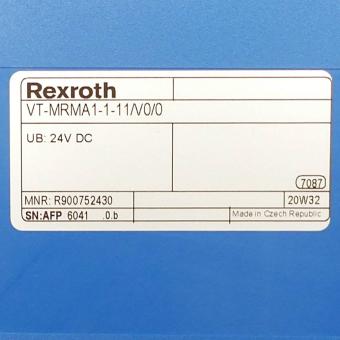 Rexroth
VT-MRMA1-1-11/V0/0
UB: 24V DC
7087
MNR: R900752430 20W32
SN:AFP 6041 .0.b Made in Czech Republic